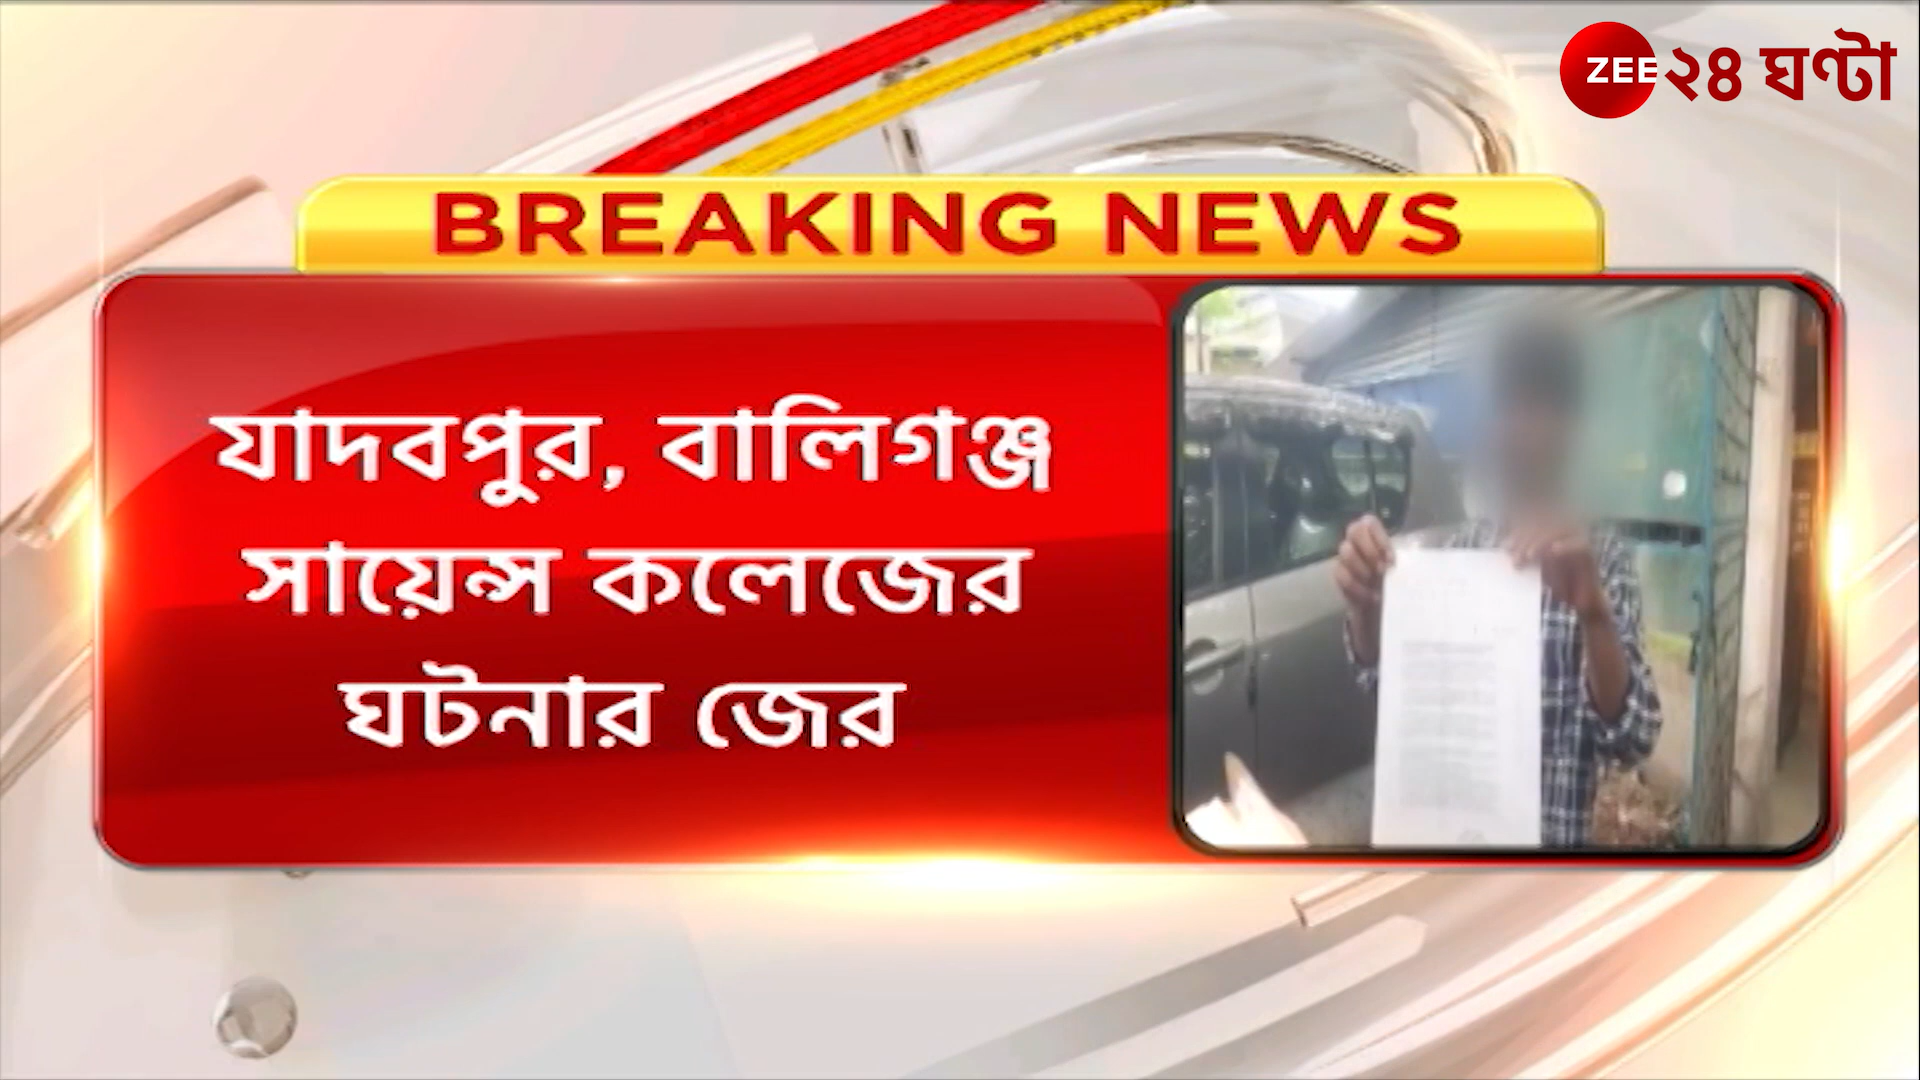 ZEE ২৪ ঘণ্টা
BREAKING NEWS
যাদবপুর, বালিগঞ্জ
সায়েন্স কলেজের
ঘটনার জের